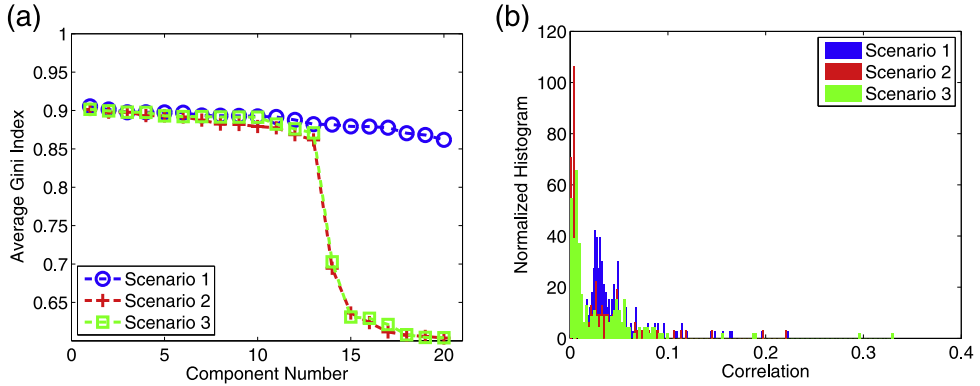 (a)
1
0.95
0.9
0.85
0.8
0.75
0.7
0.65
Average Gini Index
0 5 10 15 20
Component Number
Scenario 1
Scenario 2
Scenario 3
(b)
120
100
80
60
40
20
0
Normalized Histogram
0 0.1 0.2 0.3 0.4
Correlation
Scenario 1
Scenario 2
Scenario 3